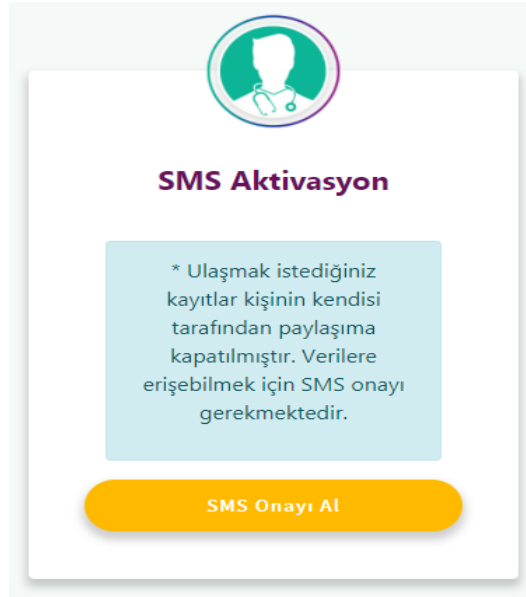 SMS Aktivasyon
* Ulaşmak istediğiniz
kayıtlar kişinin kendisi
tarafından paylaşıma
kapatılmıştır. Verilere
erişebilmek için SMS onayı
gerekmektedir.
SMS Onayı Al